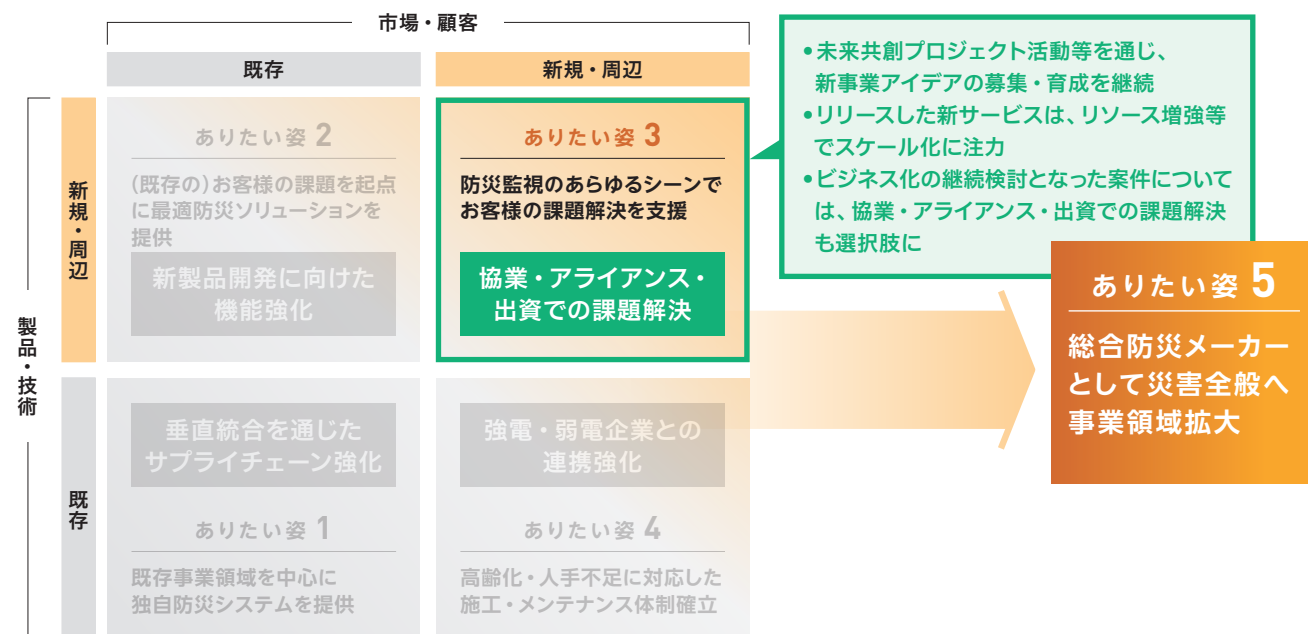 市場・顧客
既存
新規・周辺
製品・技術
新規・周辺
ありたい姿 2
(既存の)お客様の課題を起点
に最適防災ソリューションを
提供
新製品開発に向けた
機能強化
ありたい姿 3
防災監視のあらゆるシーンで
お客様の課題解決を支援
協業・アライアンス・
出資での課題解決
•未来共創プロジェクト活動等を通じ、
新事業アイデアの募集・育成を継続
•リリースした新サービスは、リソース増強等
でスケール化に注力
•ビジネス化の継続検討となった案件について
は、協業・アライアンス・出資での課題解決
も選択肢に
ありたい姿 5
総合防災メーカー
として災害全般へ
事業領域拡大
既存
垂直統合を通じた
サプライチェーン強化
ありたい姿 1
既存事業領域を中心に
独自防災システムを提供
強電・弱電企業との
連携強化
ありたい姿 4
高齢化・人手不足に対応した
施工・メンテナンス体制確立